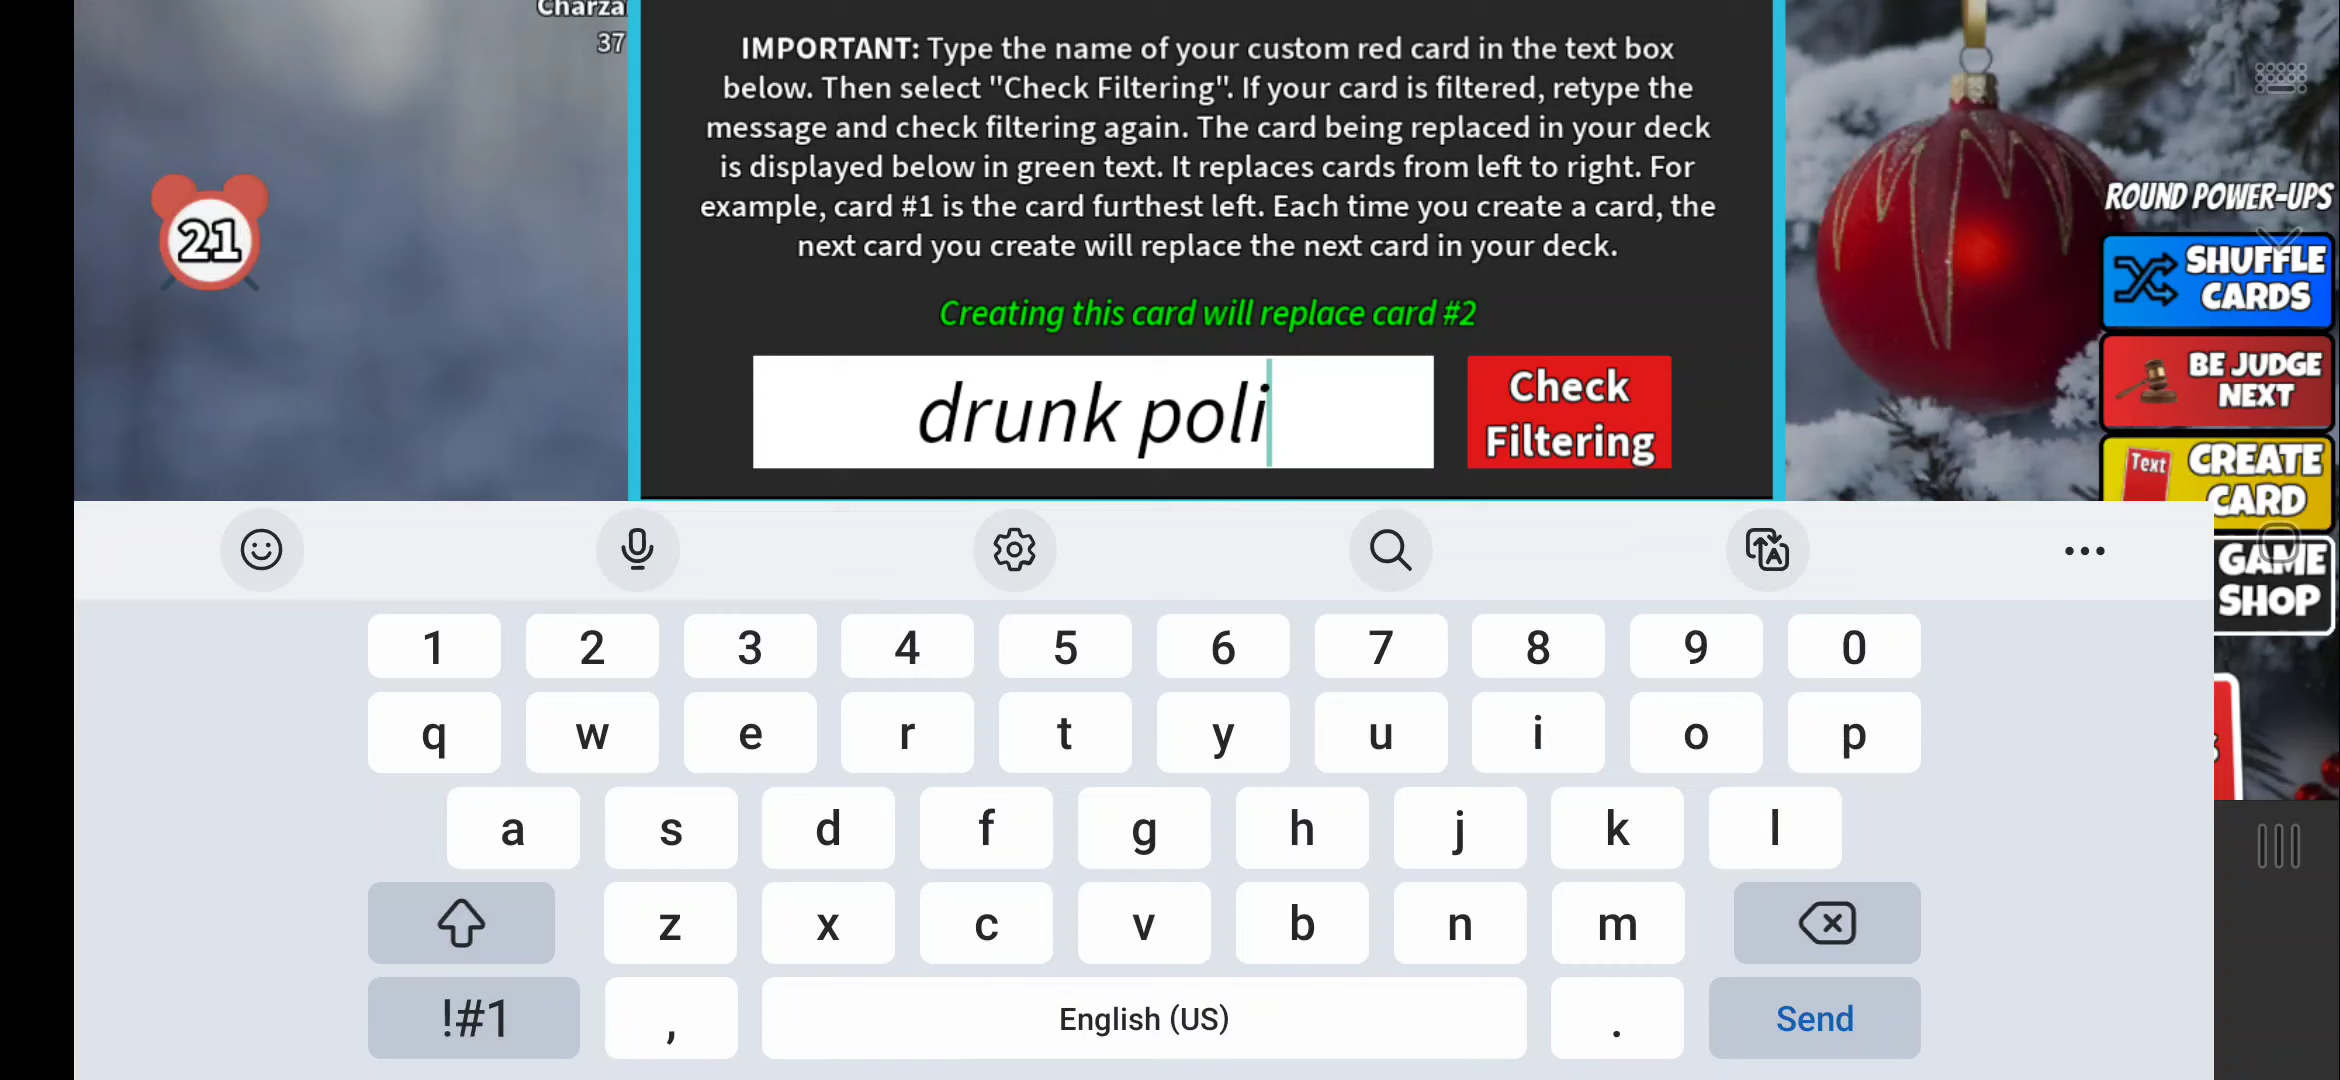 Charza
37
IMPORTANT: Type the name of your custom red card in the text box
below. Then select "Check Filtering". If your card is filtered, retype the
message and check filtering again. The card being replaced in your deck
is displayed below in green text. It replaces cards from left to right. For
example, card #1 is the card furthest left. Each time you create a card, the
next card you create will replace the next card in your deck.
21
Creating this card will replace card #2
drunk poli
Check
Filtering
ROUND POWER-UPS
SHUFFLE
CARDS
BE JUDGE
NEXT
Text
CREATE
CARD
GAME
SHOP
1 2 3 4 5 6 7 8 9 0
q w e r t y u i o p
a s d f g h j k l
z x c v b n m
!#1 , English (US) . Send